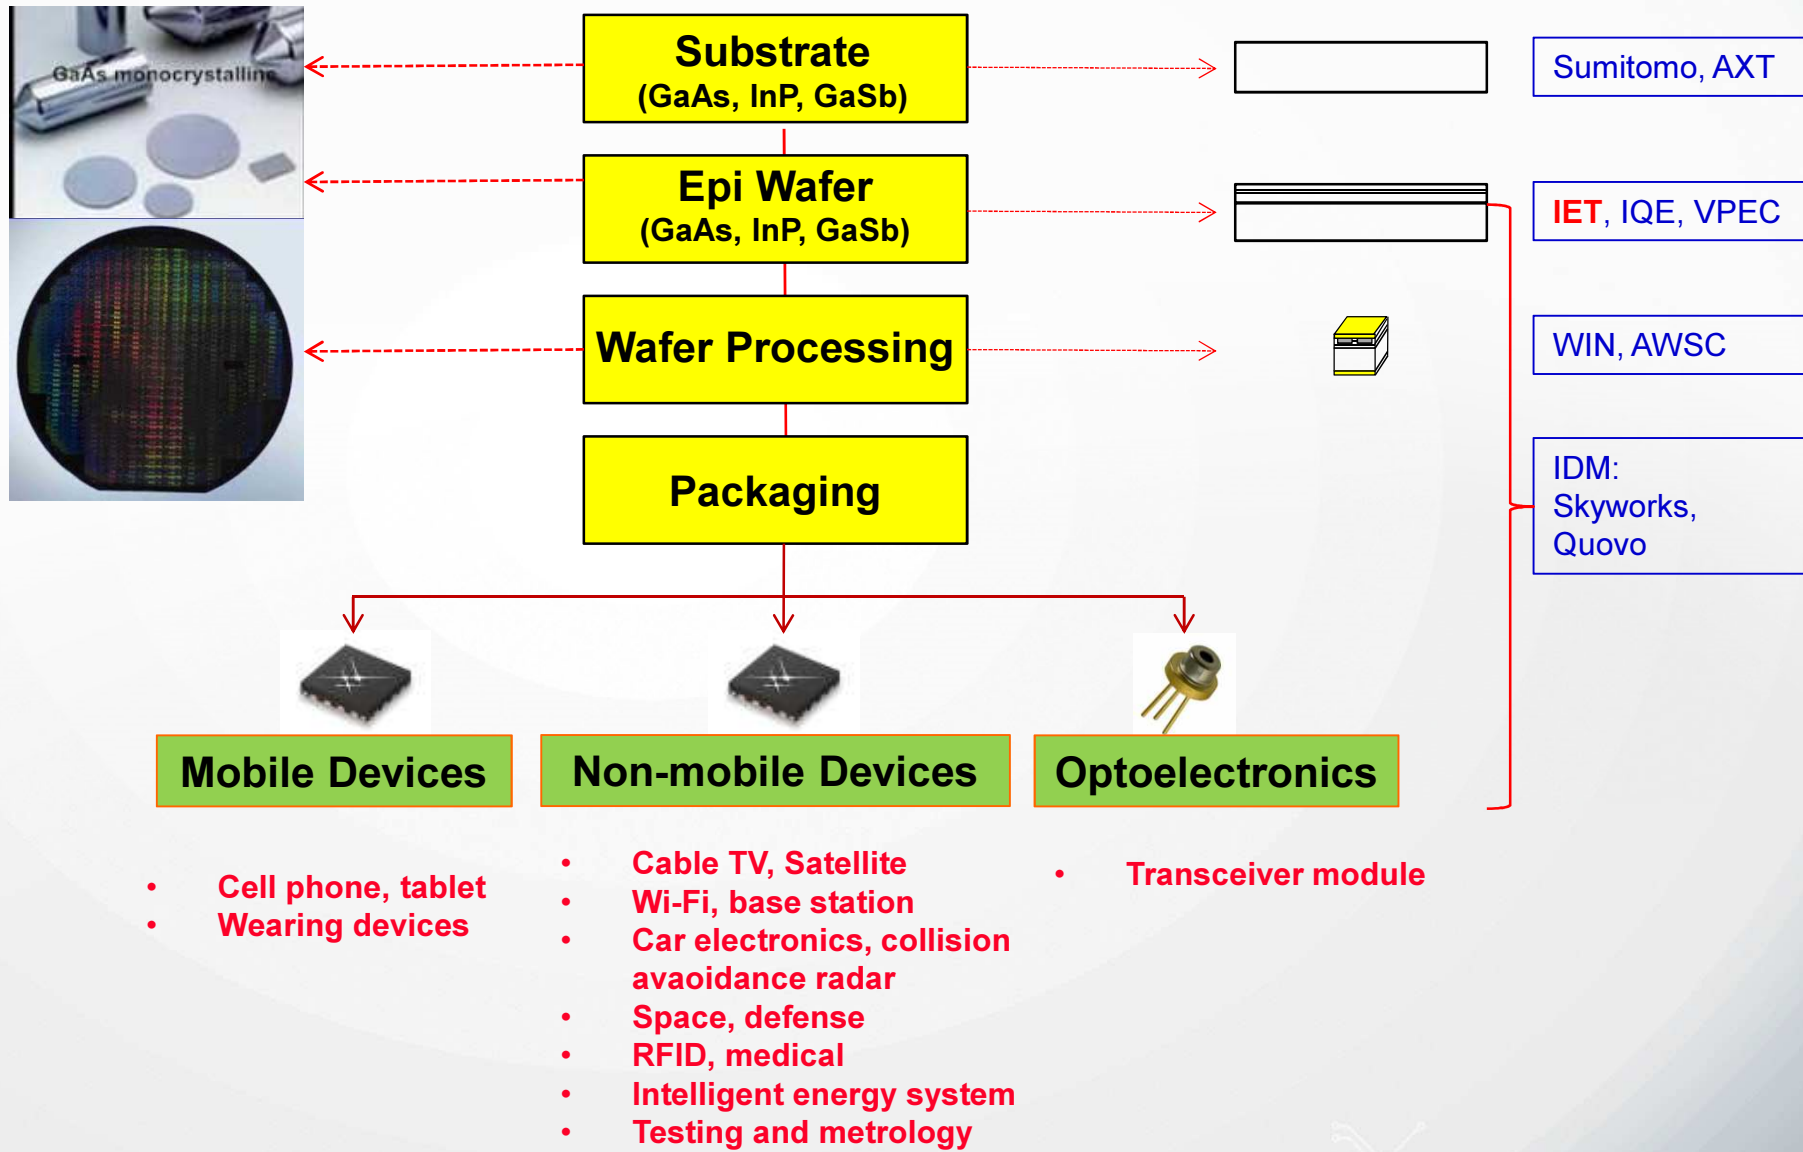 GaAs monocrystalline
Substrate
(GaAs, InP, GaSb)
Sumitomo, AXT
Epi Wafer
(GaAs, InP, GaSb)
IET, IQE, VPEC
Wafer Processing
WIN, AWSC
Packaging
IDM:
Skyworks,
Quovo
Mobile Devices
• Cell phone, tablet
• Wearing devices
Non-mobile Devices
• Cable TV, Satellite
• Wi-Fi, base station
• Car electronics, collision
avaoidance radar
• Space, defense
• RFID, medical
• Intelligent energy system
• Testing and metrology
Optoelectronics
• Transceiver module